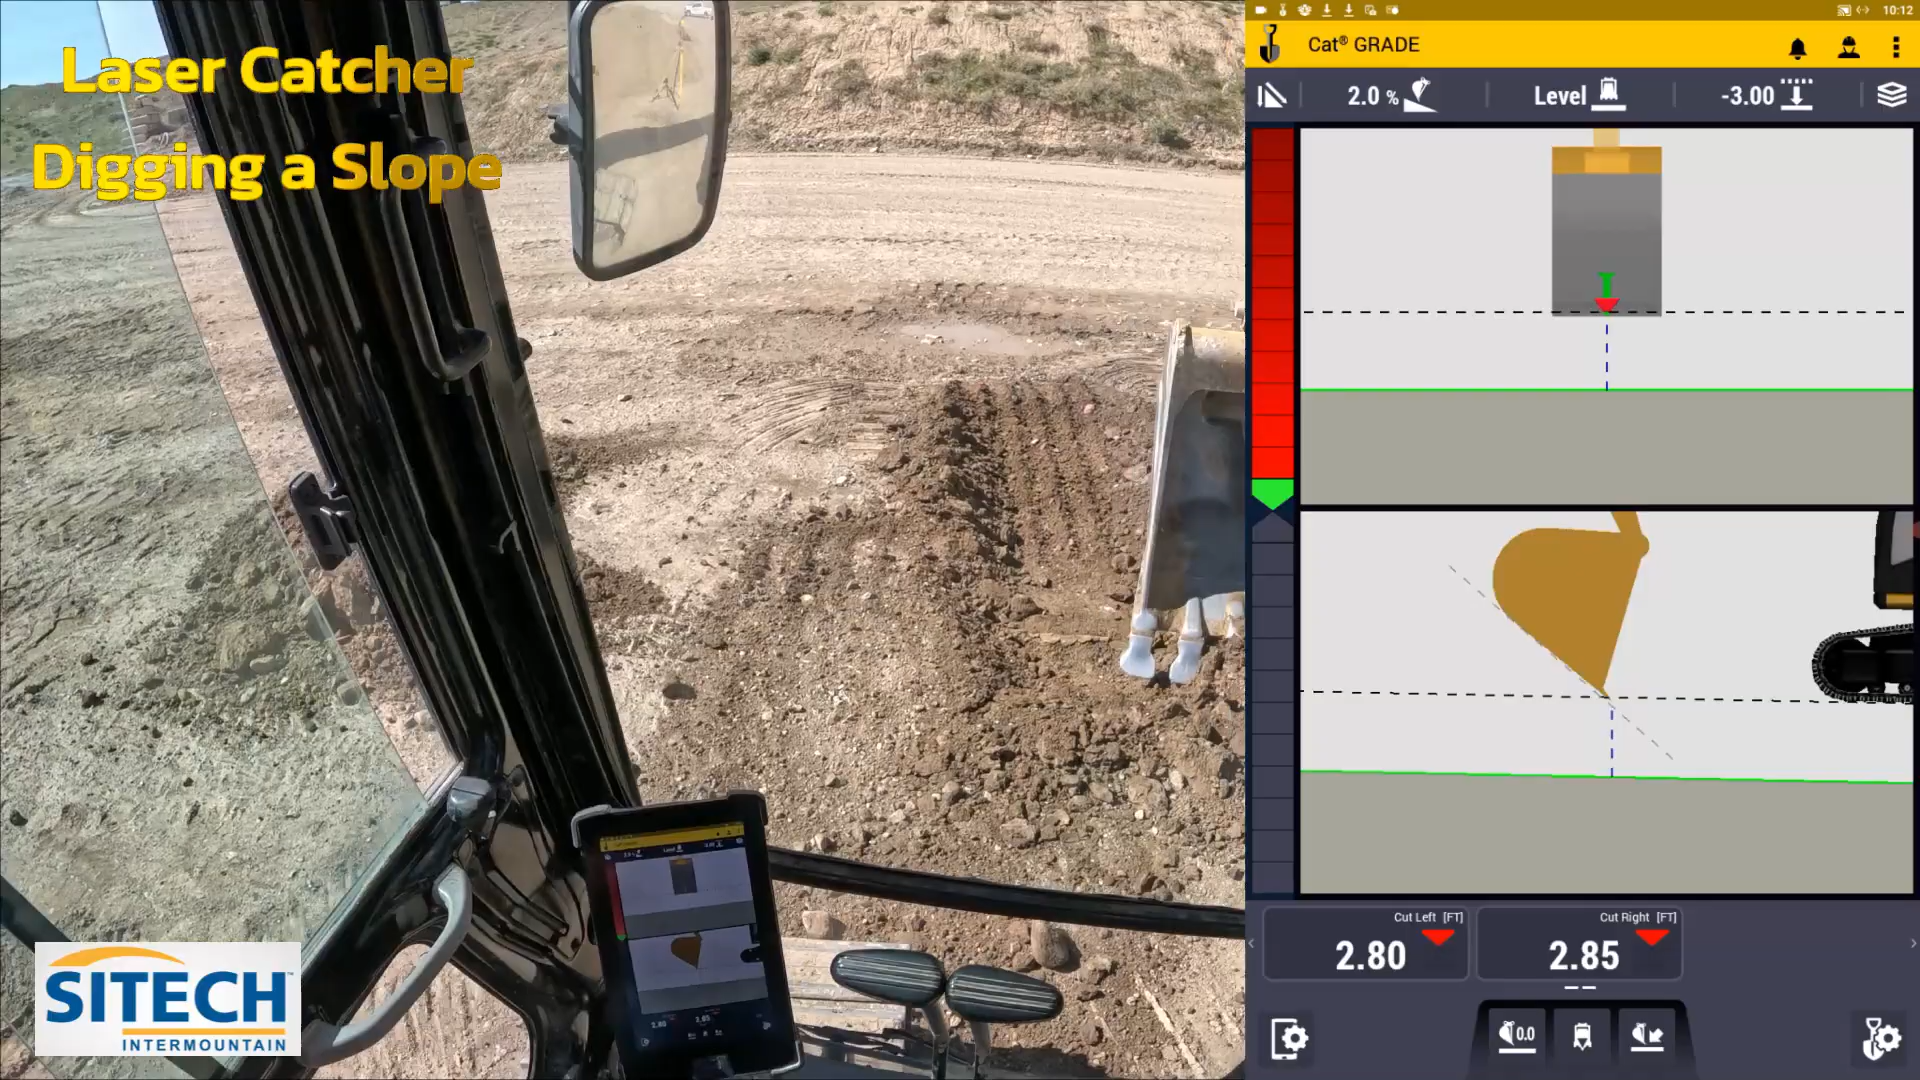 Laser Catcher
Digging a Slope
SITECH
INTERMOUNTAIN
10:12
Cat® GRADE
2.0 %
Level
-3.00
Cut Left [FT]
2.80
Cut Right [FT]
2.85
0.0